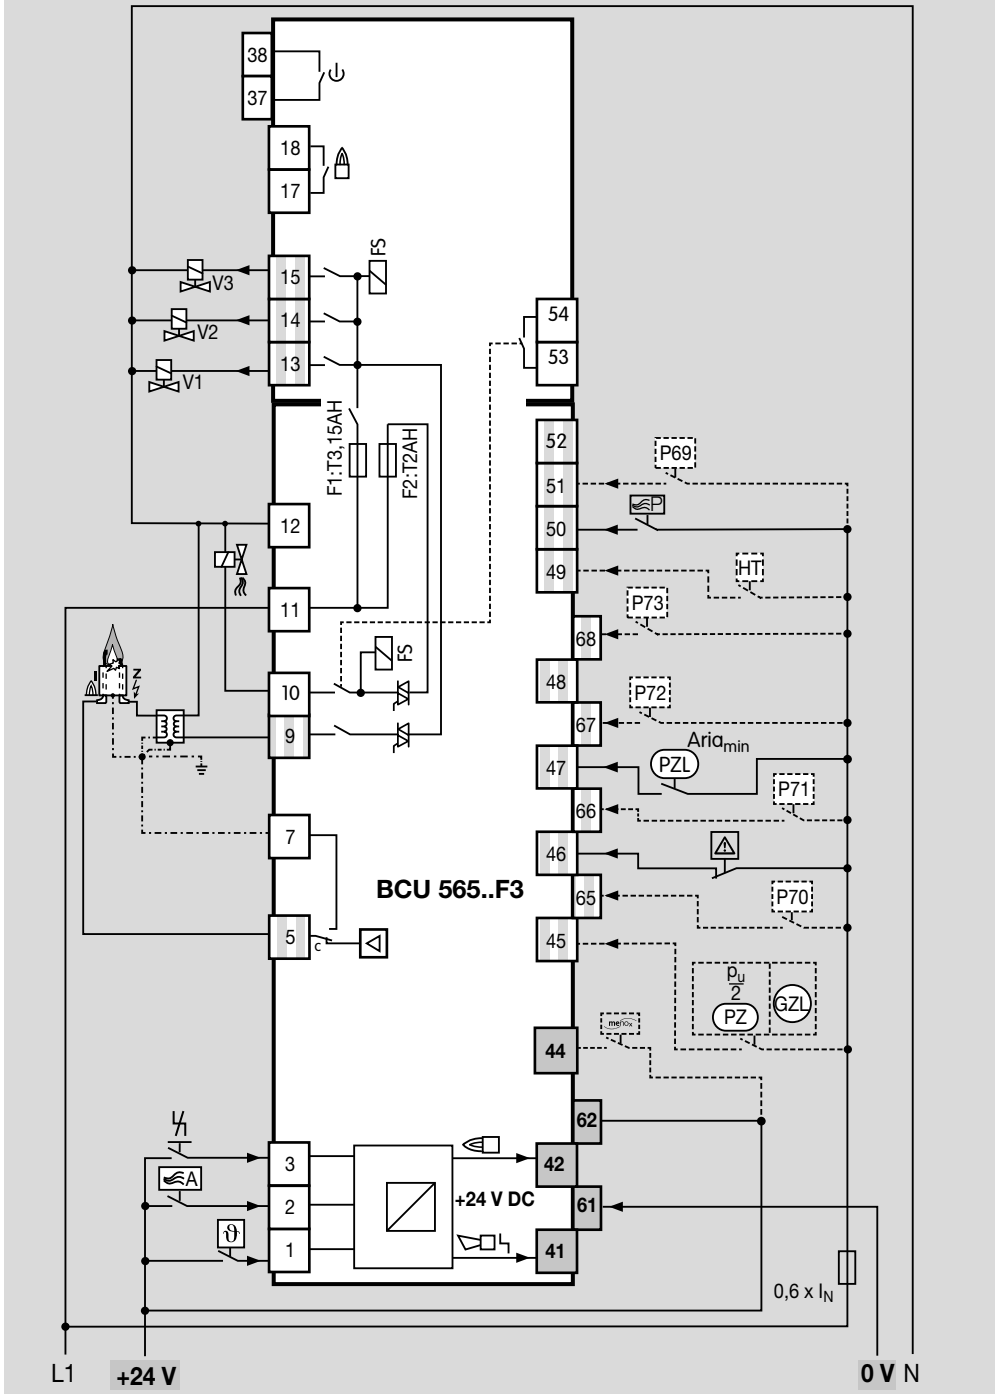 38
37
18
17
FS
15
V3
14
V2
13
V1
54
53
F1:T3,15AH
F2:T2AH
52
P69
51
P
50
12
49
HT
11
P73
68
FS
Z
I
10
48
P72
67
9
Aria min
PZL
47
P71
66
7
46
BCU 565..F3
P70
65
5
c
45
pu
2
PZ
GZL
menox
44
62
3
42
A
2
+24 V DC
61
ϑ
1
41
0,6 x IN
L1
+24 V
0 V
N